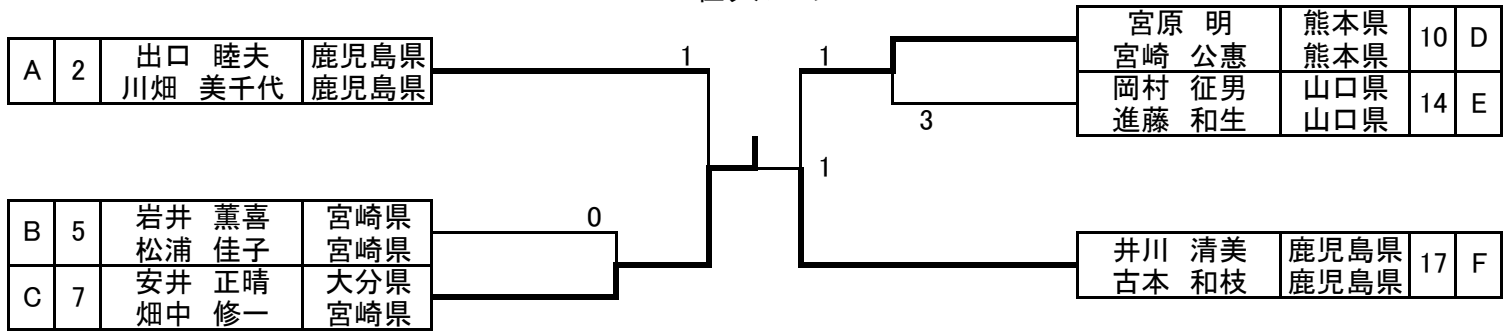 A 2 出口 睦夫 鹿児島県
川畑 美千代 鹿児島県
1
B 5 岩井 薫喜 宮崎県
松浦 佳子 宮崎県
0
C 7 安井 正晴 大分県
畑中 修一 宮崎県
宮原 明 熊本県 10 D
宮崎 公惠 熊本県
1
岡村 征男 山口県 14 E
進藤 和生 山口県
3
1
井川 清美 鹿児島県 17 F
古本 和枝 鹿児島県